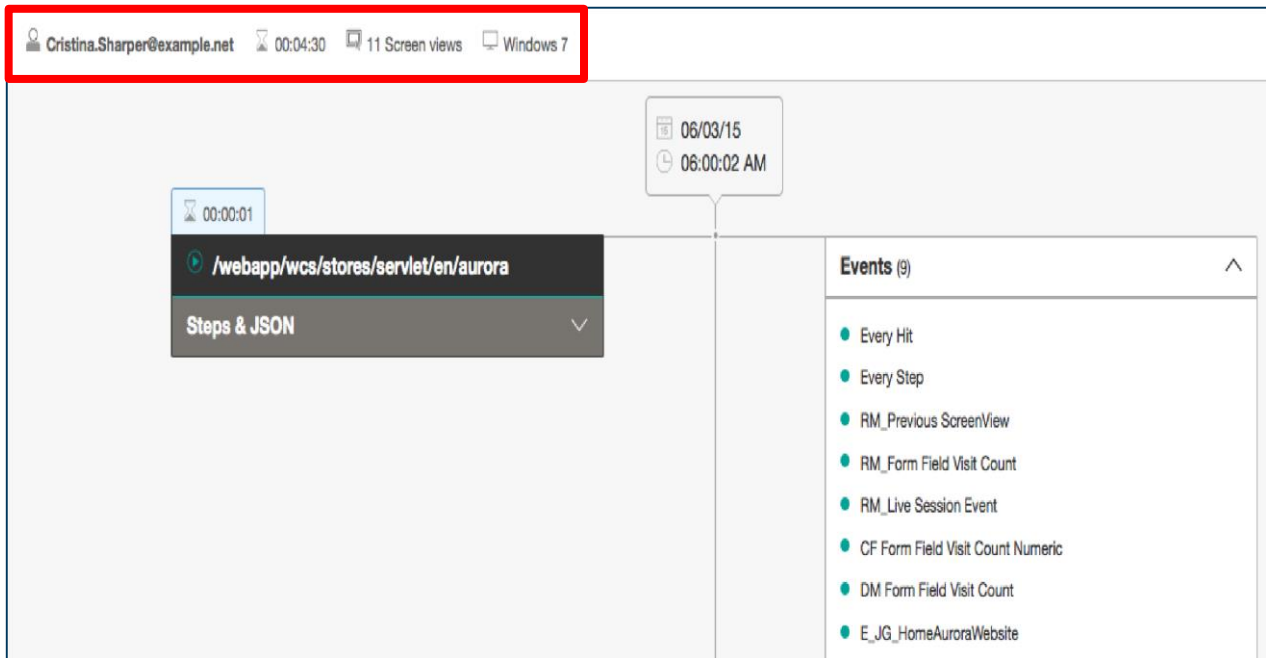 Cristina.Sharper@example.net 00:04:30 11 Screen views Windows 7
15 06/03/15
06:00:02 AM
00:00:01
/webapp/wcs/stores/servlet/en/aurora
Steps & JSON
Events (9)
Every Hit
Every Step
RM_Previous ScreenView
RM_Form Field Visit Count
RM_Live Session Event
CF Form Field Visit Count Numeric
DM Form Field Visit Count
E_JG_HomeAuroraWebsite